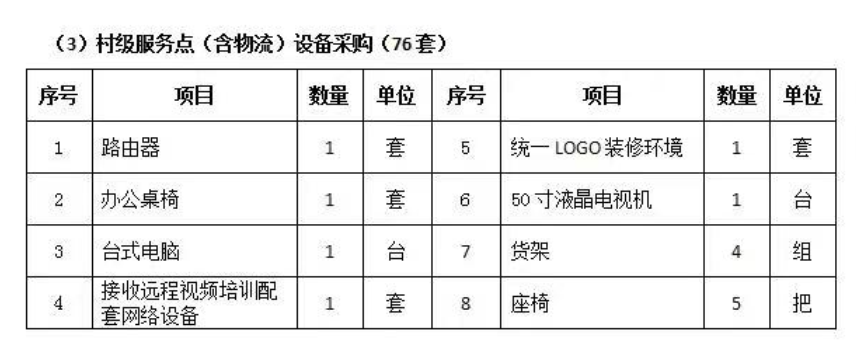 （3）村级服务点（含物流）设备采购（76套）
序号 项目 数量 单位 序号 项目 数量 单位
1 路由器 1 套 5 统一 LOGO 装修环境 1 套
2 办公桌椅 1 套 6 50 寸液晶电视机 1 台
3 台式电脑 1 台 7 货架 4 组
4 接收远程视频培训配 1 套 8 座椅 5 把
套网络设备